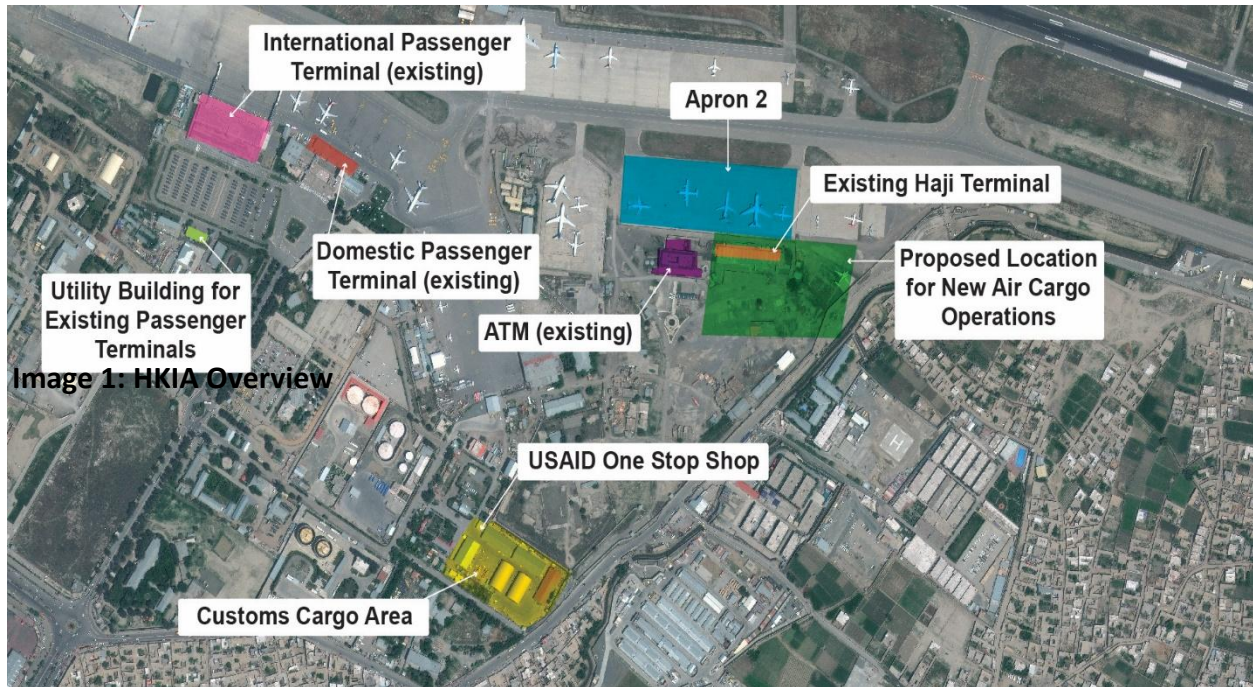 International Passenger
Terminal (existing)
Apron 2
Existing Haji Terminal
Domestic Passenger
Terminal (existing)
Proposed Location
for New Air Cargo
Operations
Utility Building for
Existing Passenger
Terminals
ATM (existing)
Image 1: HKIA Overview
USAID One Stop Shop
Customs Cargo Area
H